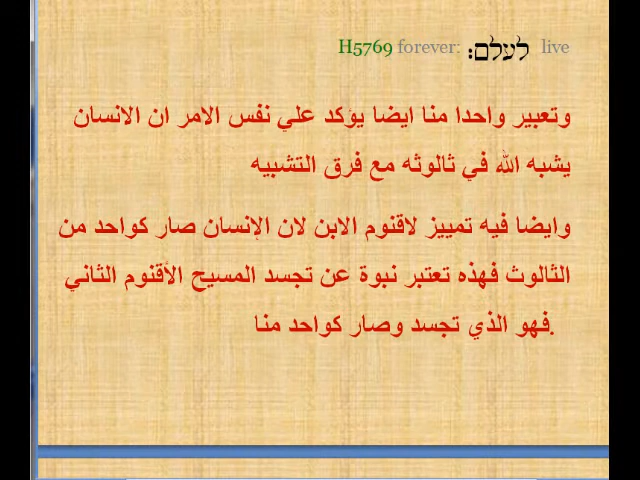 H5769 forever: לעלם׃ live
وتعبير واحدا منا ايضا يؤكد علي نفس الامر ان الانسان
يشبه الله في ثالوثه مع فرق التشبيه
وايضا فيه تمييز لاقنوم الابن لان الإنسان صار كواحد من
الثالوث فهذه تعتبر نبوة عن تجسد المسيح الأقنوم الثاني
فهو الذي تجسد وصار كواحد منا.